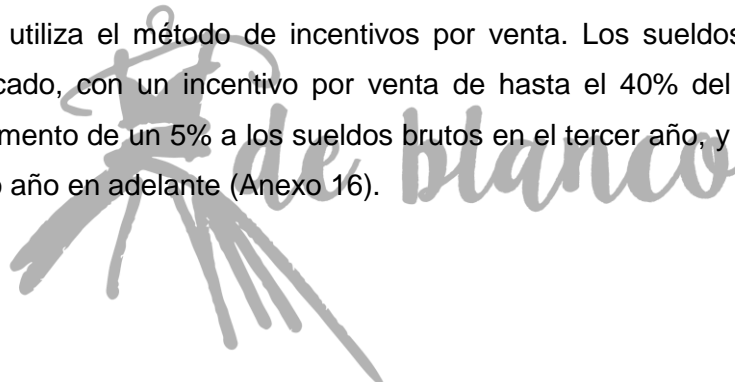 utiliza el método de incentivos por venta. Los sueldos
cado, con un incentivo por venta de hasta el 40% del
mento de un 5% a los sueldos brutos en el tercer año, y
o año en adelante (Anexo 16).
de blanco